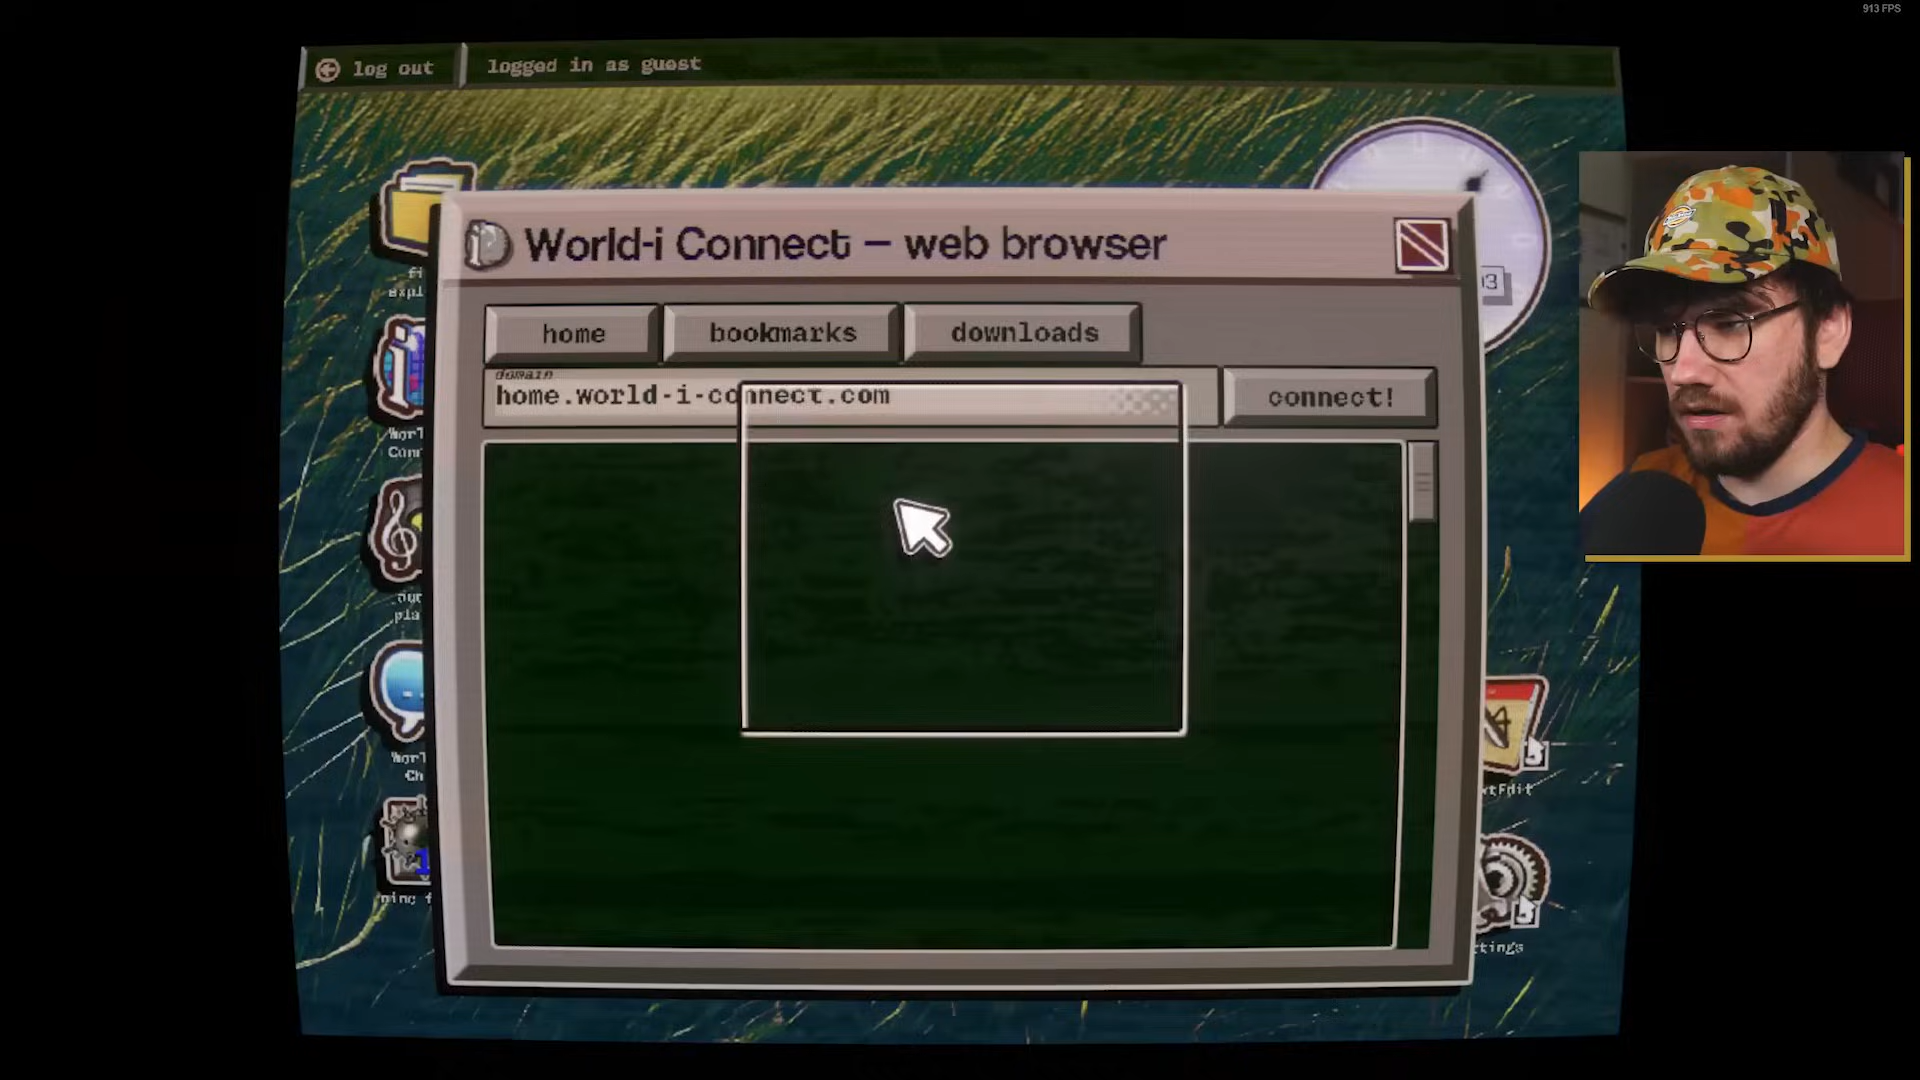 913 FPS
log out
logged in as guest
World-i Connect – web browser
home
bookmarks
downloads
domain
home.world-i-connect.com
connect!